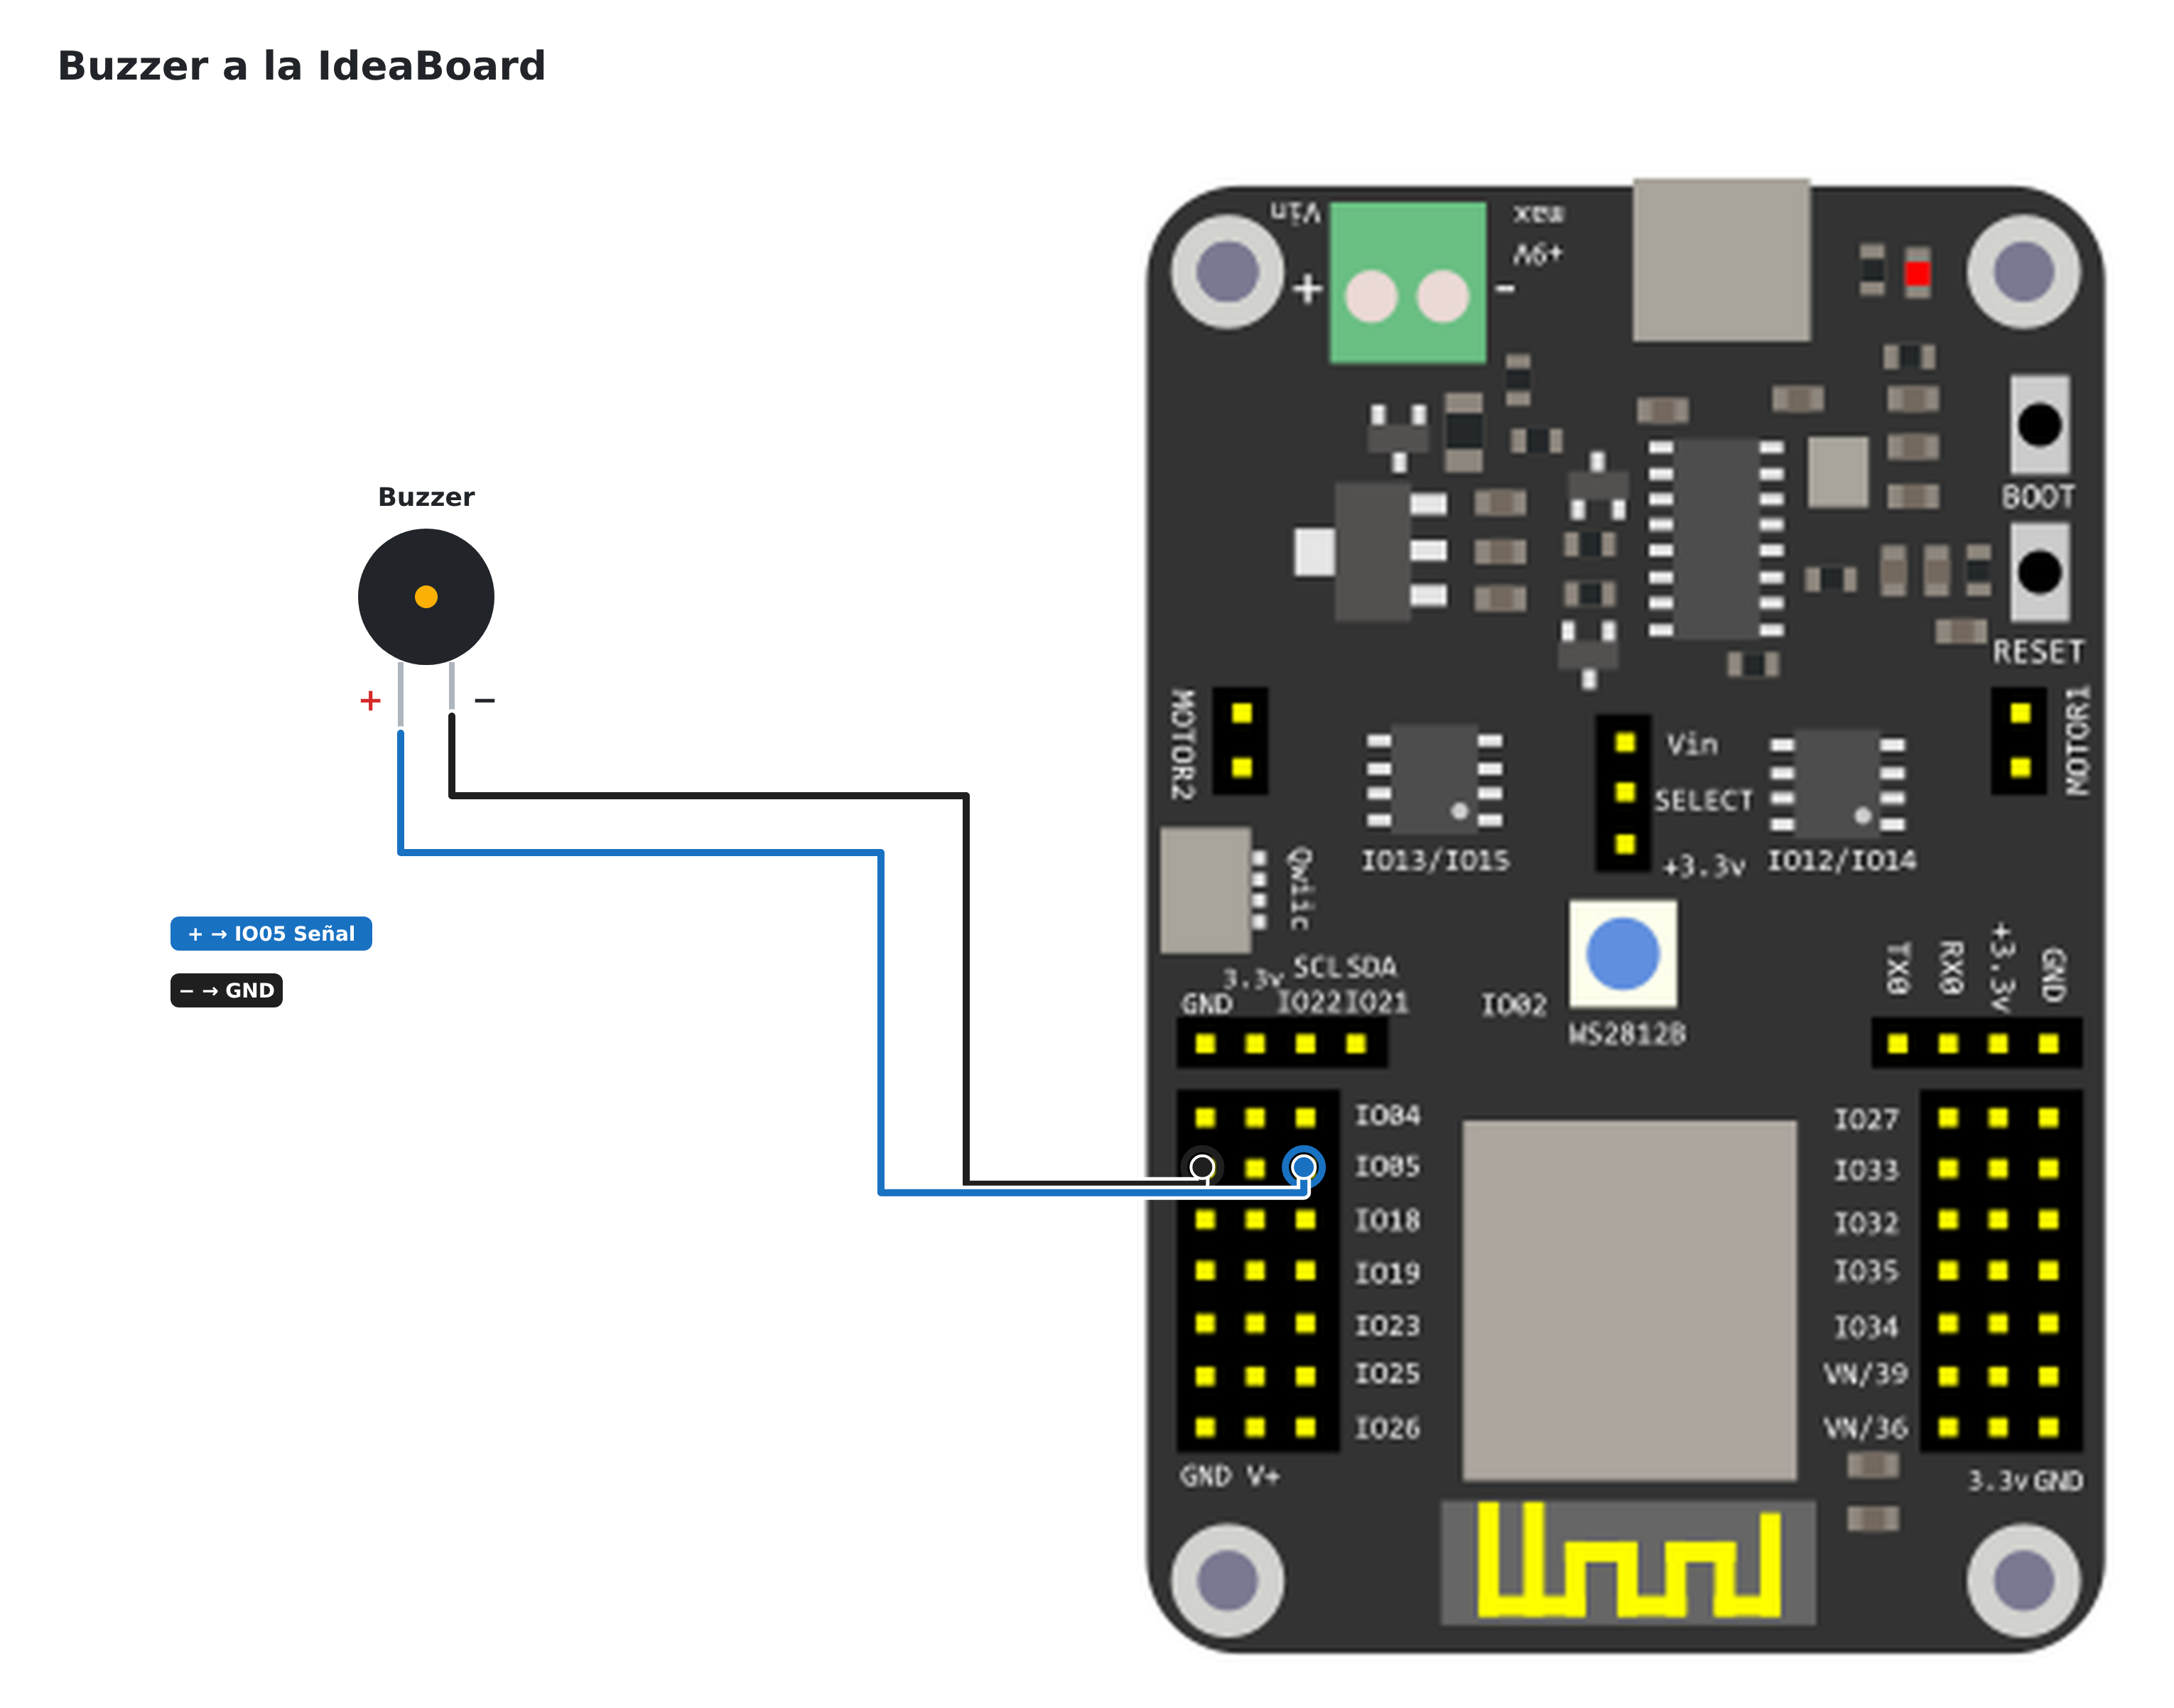 Buzzer a la IdeaBoard
Vin
max
+9V
+
-
BOOT
RESET
Buzzer
+
−
MOTOR2
Vin
SELECT
+3.3v
MOTOR1
IO13/IO15
IO12/IO14
Qwiic
+ → IO05 Señal
− → GND
3.3v
SCL
SDA
GND
IO22
IO21
IO02
WS2812B
TX0
RX0
+3.3v
GND
IO04
IO05
IO18
IO19
IO23
IO25
IO26
GND V+
IO27
IO33
IO32
IO35
IO34
VN/39
VN/36
3.3v GND